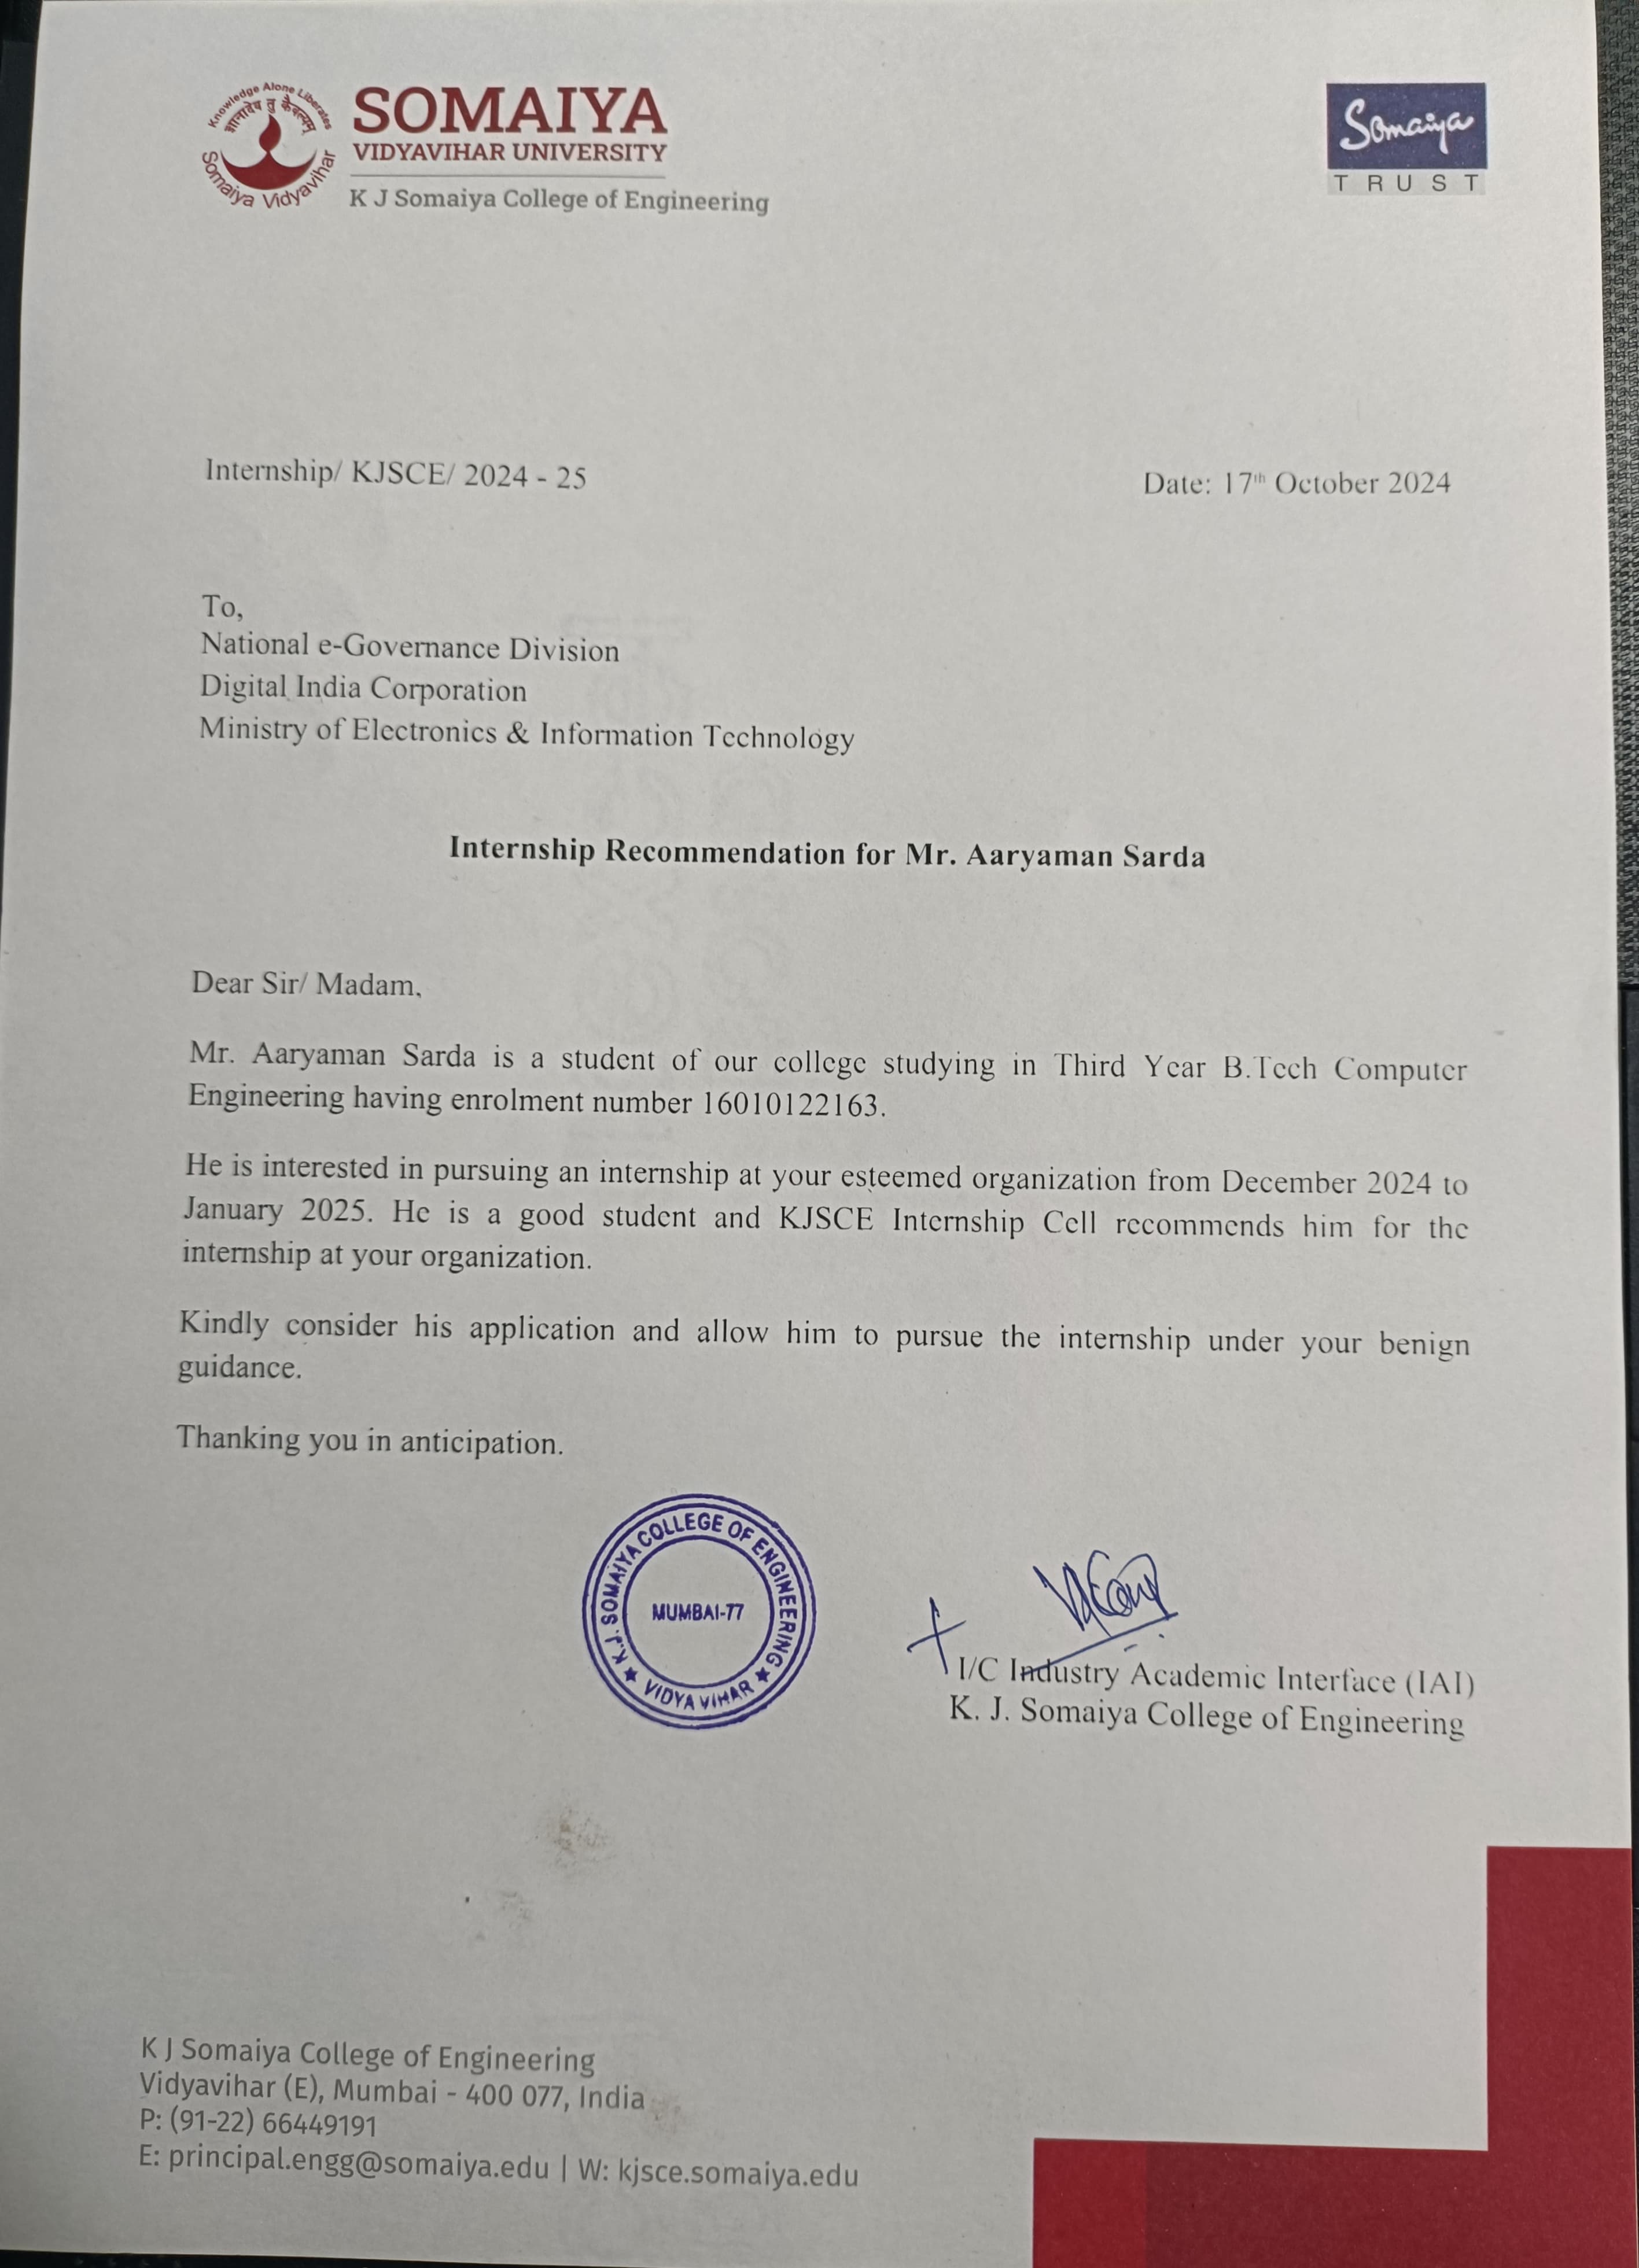 Knowledge Alone Liberates
ज्ञानादेव तु कैवल्यम्
Somaiya Vidyavihar
SOMAIYA
VIDYAVIHAR UNIVERSITY
K J Somaiya College of Engineering
Somaiya
TRUST
Internship/ KJSCE/ 2024 - 25
Date: 17th October 2024
To,
National e-Governance Division
Digital India Corporation
Ministry of Electronics & Information Technology
Internship Recommendation for Mr. Aaryaman Sarda
Dear Sir/ Madam,
Mr. Aaryaman Sarda is a student of our college studying in Third Year B.Tech Computer
Engineering having enrolment number 16010122163.
He is interested in pursuing an internship at your esteemed organization from December 2024 to
January 2025. He is a good student and KJSCE Internship Cell recommends him for the
internship at your organization.
Kindly consider his application and allow him to pursue the internship under your benign
guidance.
Thanking you in anticipation.
K.J. SOMAIYA COLLEGE OF ENGINEERING
MUMBAI-77
★ VIDYA VIHAR ★
I/C Industry Academic Interface (IAI)
K. J. Somaiya College of Engineering
K J Somaiya College of Engineering
Vidyavihar (E), Mumbai - 400 077, India
P: (91-22) 66449191
E: principal.engg@somaiya.edu | W: kjsce.somaiya.edu